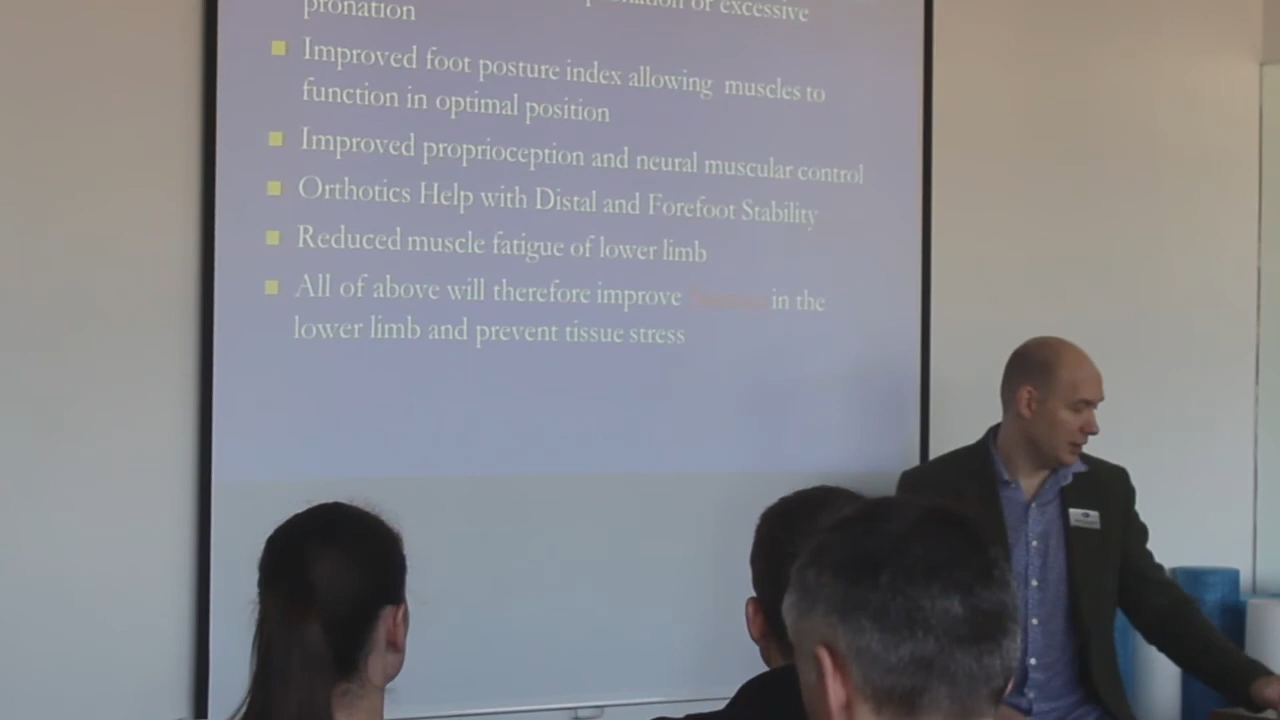 or excessive
pronation
Improved foot posture index allowing muscles to
function in optimal position
Improved proprioception and neural muscular control
Orthotics Help with Distal and Forefoot Stability
Reduced muscle fatigue of lower limb
All of above will therefore improve in the
lower limb and prevent tissue stress